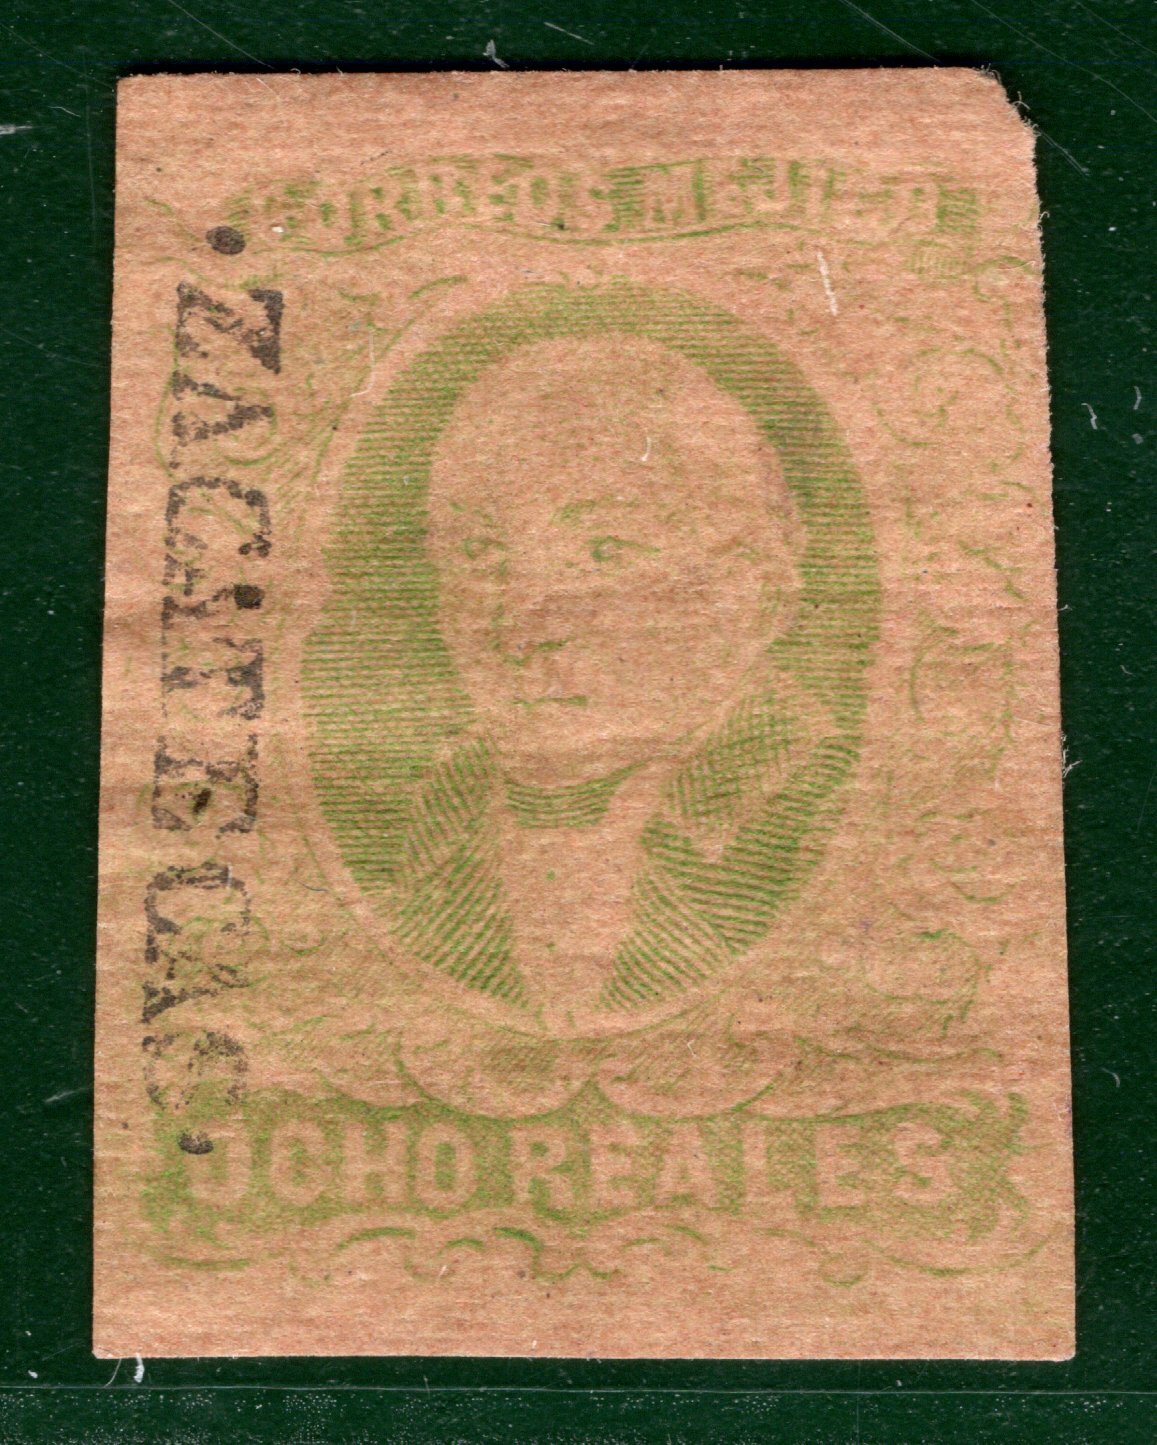 CORREOS MEJICO
OCHO REALES
ZACATECAS.